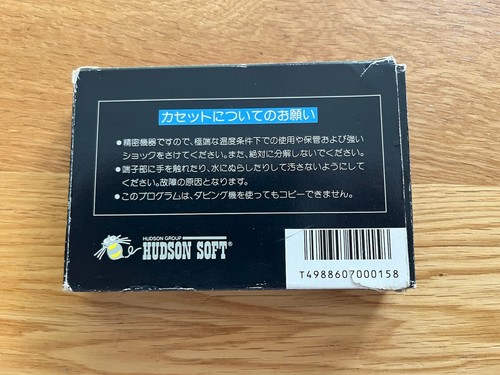 カセットについてのお願い
●精密機器ですので、極端な温度条件下での使用や保管および強い
ショックをさけてください。また、絶対に分解しないでください。
●端子部に手を触れたり、水にぬらしたりして汚さないようにして
ください。故障の原因となります。
●このプログラムは、ダビング機を使ってもコピーできません。
HUDSON GROUP
HUDSON SOFT®
T4988607000158